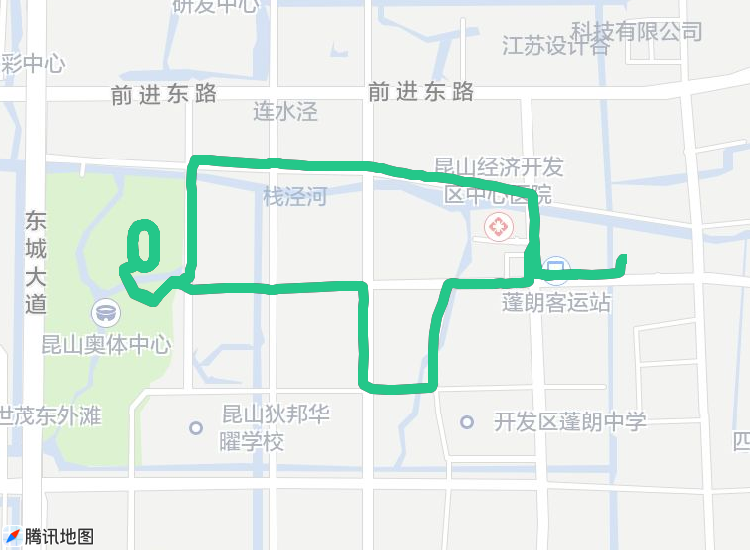 研发中心
科技有限公司
江苏设计谷
彩中心
前进东路
前进东路
连水泾
昆山经济开发
区中心医院
栈泾河
东城大道
蓬朗客运站
昆山奥体中心
世茂东外滩
昆山狄邦华
曜学校
开发区蓬朗中学
四
腾讯地图